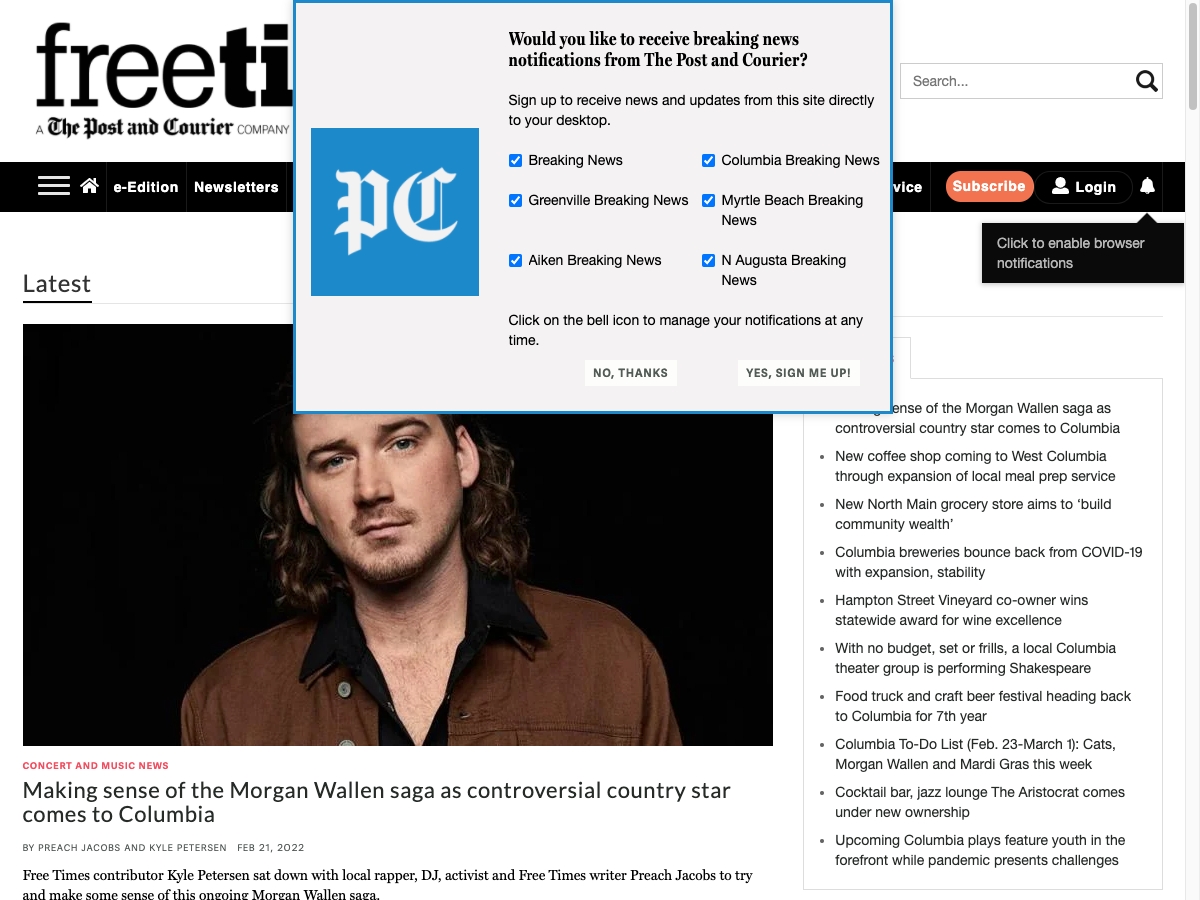 freeti
A The Post and Courier COMPANY
Would you like to receive breaking news
notifications from The Post and Courier?
Sign up to receive news and updates from this site directly
to your desktop.
PC
Breaking News
Columbia Breaking News
Greenville Breaking News
Myrtle Beach Breaking
News
Aiken Breaking News
N Augusta Breaking
News
Click on the bell icon to manage your notifications at any
time.
NO, THANKS
YES, SIGN ME UP!
Search...
e-Edition
Newsletters
vice
Subscribe
Login
Click to enable browser
notifications
Latest
CONCERT AND MUSIC NEWS
Making sense of the Morgan Wallen saga as controversial country star
comes to Columbia
BY PREACH JACOBS AND KYLE PETERSEN FEB 21, 2022
Free Times contributor Kyle Petersen sat down with local rapper, DJ, activist and Free Times writer Preach Jacobs to try
and make some sense of this ongoing Morgan Wallen saga.
sense of the Morgan Wallen saga as
controversial country star comes to Columbia
New coffee shop coming to West Columbia
through expansion of local meal prep service
New North Main grocery store aims to ‘build
community wealth’
Columbia breweries bounce back from COVID-19
with expansion, stability
Hampton Street Vineyard co-owner wins
statewide award for wine excellence
With no budget, set or frills, a local Columbia
theater group is performing Shakespeare
Food truck and craft beer festival heading back
to Columbia for 7th year
Columbia To-Do List (Feb. 23-March 1): Cats,
Morgan Wallen and Mardi Gras this week
Cocktail bar, jazz lounge The Aristocrat comes
under new ownership
Upcoming Columbia plays feature youth in the
forefront while pandemic presents challenges